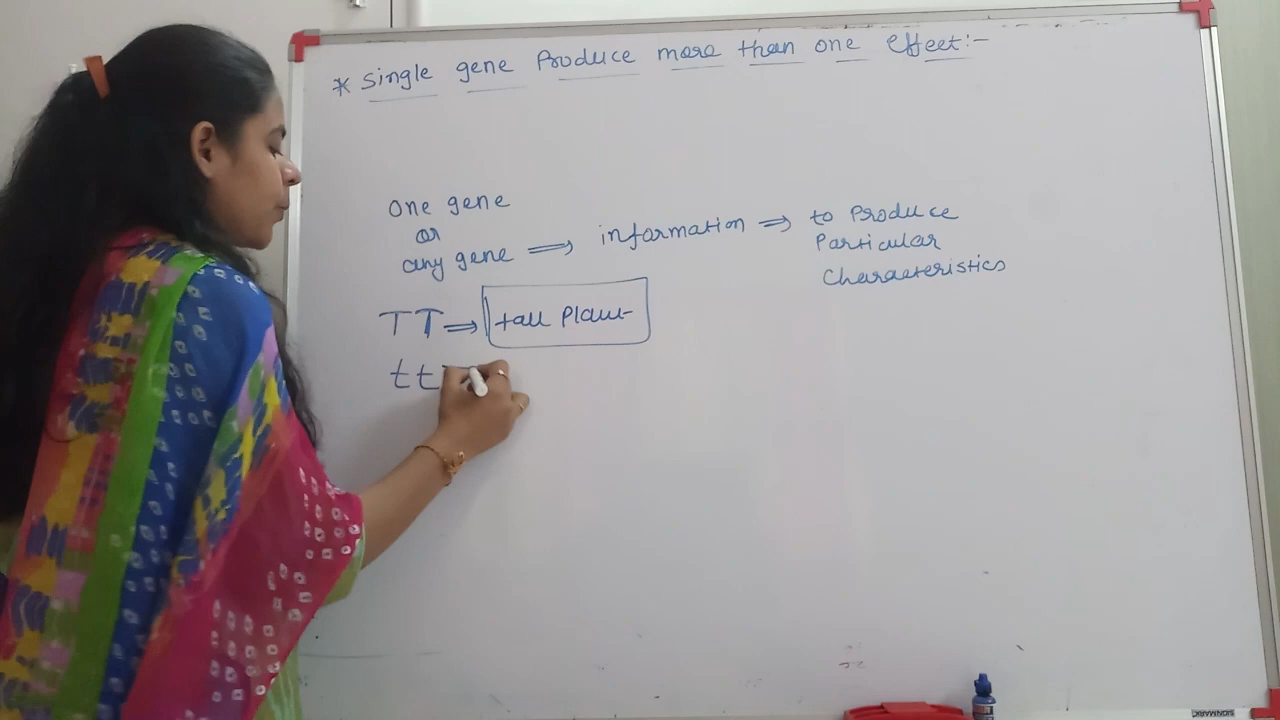 * Single gene Produce more than one effect:-
One gene
or
any gene ⇒ information ⇒ to Produce
Particular
Characteristics
TT ⇒ tall Plant
tt